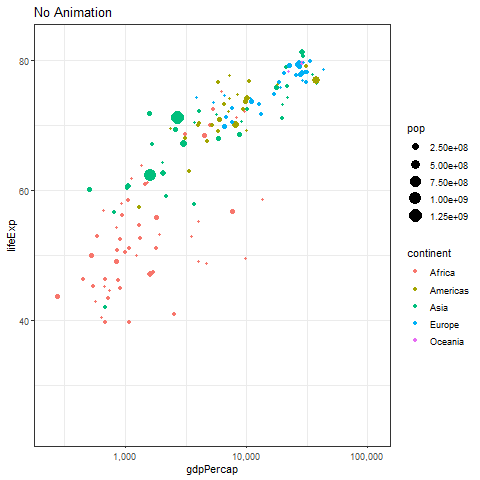 No Animation
80
60
40
lifeExp
1,000
10,000
100,000
gdpPercap
pop
2.50e+08
5.00e+08
7.50e+08
1.00e+09
1.25e+09
continent
Africa
Americas
Asia
Europe
Oceania